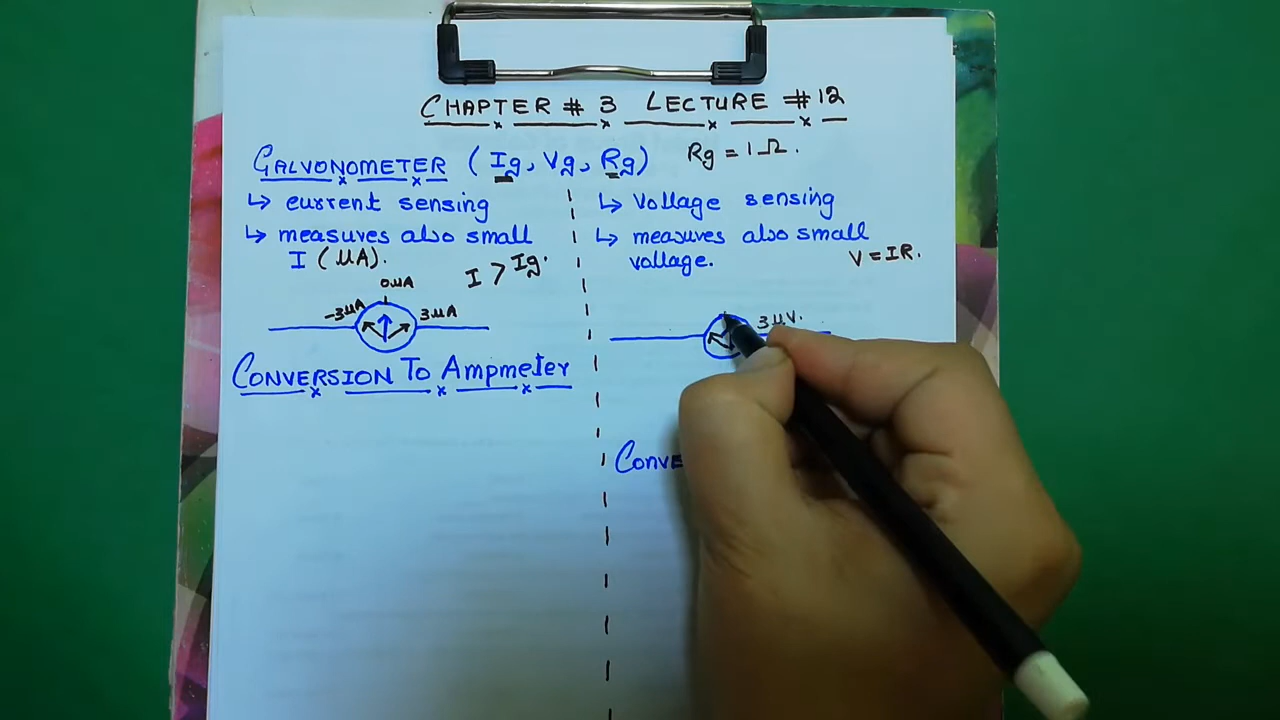 CHAPTER # 3 LECTURE # 12
GALVONOMETER (Ig, Vg, Rg)
Rg = 1 Ω.
↳ current sensing
↳ measures also small
I (μA).
I > Ig.
0μA
-3μA
3μA
CONVERSION TO Ampmeter
↳ Voltage sensing
↳ measures also small
voltage.
V = IR.
3μV.